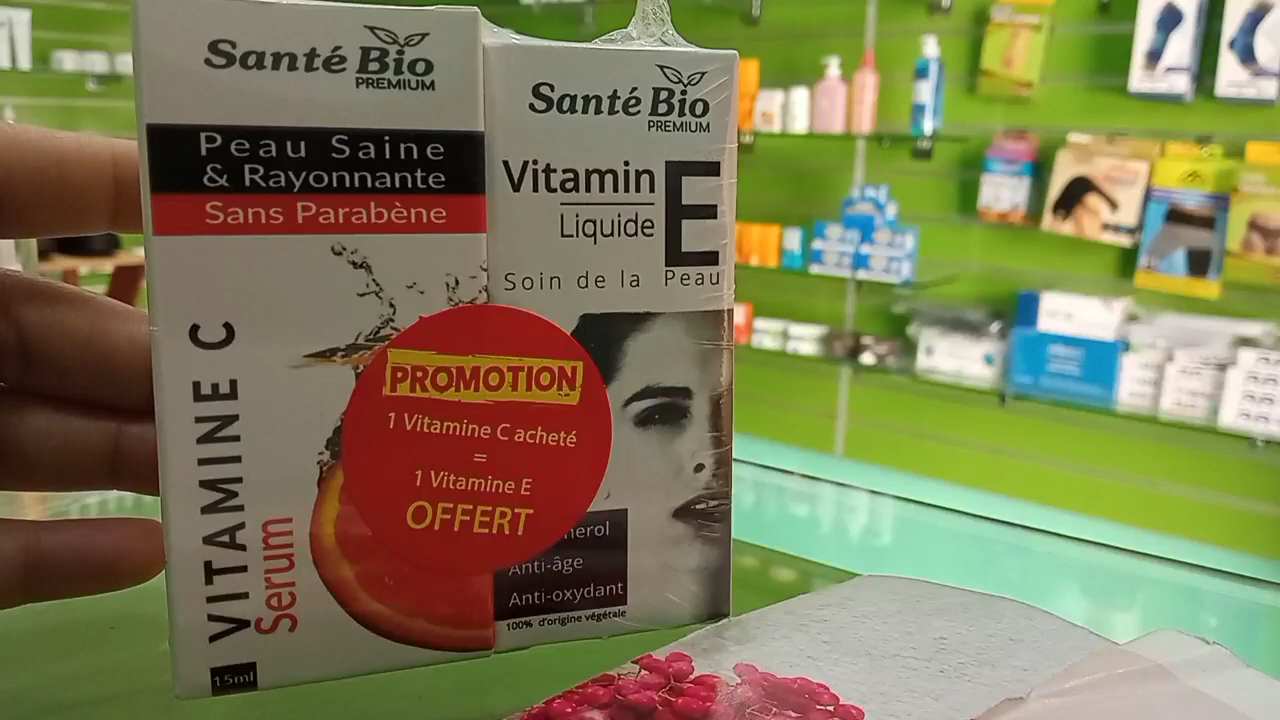 Santé Bio
PREMIUM
Peau Saine
& Rayonnante
Sans Parabène
VITAMINE C
Serum
15ml
Santé Bio
PREMIUM
Vitamin E
Liquide
Soin de la Peau
PROMOTION
1 Vitamine C acheté
=
1 Vitamine E
OFFERT
Anti-âge
Anti-oxydant
100% d'origine végétale